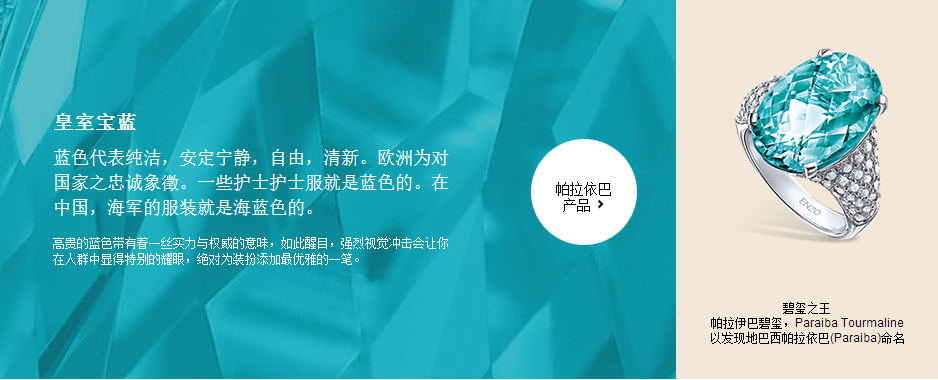 皇室宝蓝
蓝色代表纯洁，安定宁静，自由，清新。欧洲为对
国家之忠诚象徵。一些护士护士服就是蓝色的。在
中国，海军的服装就是海蓝色的。
高贵的蓝色带有着一丝实力与权威的意味，如此醒目，强烈视觉冲击会让你
在人群中显得特别的耀眼，绝对为装扮添加最优雅的一笔。
帕拉依巴
产品 >
ENZO
碧玺之王
帕拉伊巴碧玺，Paraiba Tourmaline
以发现地巴西帕拉依巴(Paraiba)命名